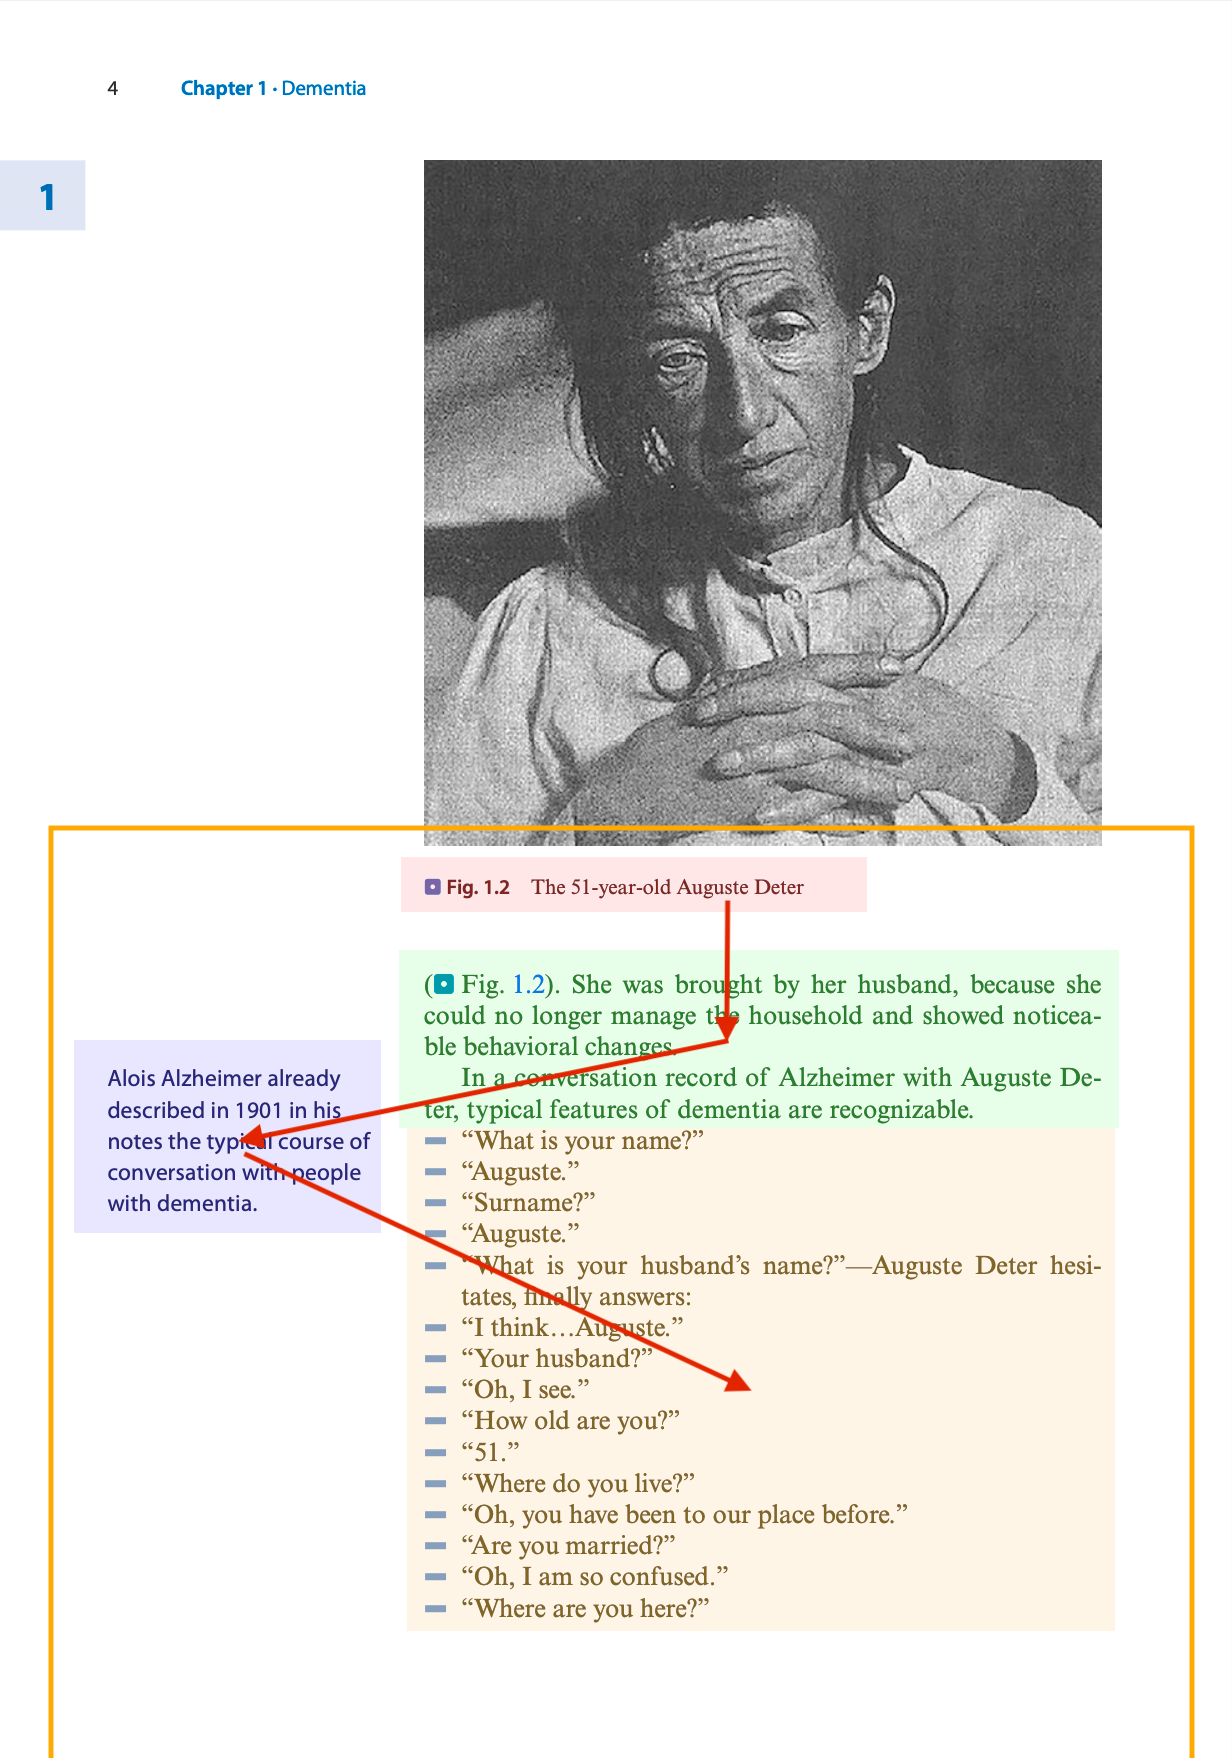 4 Chapter 1 · Dementia
1
Fig. 1.2 The 51-year-old Auguste Deter
(Fig. 1.2). She was brought by her husband, because she
could no longer manage the household and showed noticea-
ble behavioral changes.
In a conversation record of Alzheimer with Auguste De-
ter, typical features of dementia are recognizable.
Alois Alzheimer already
described in 1901 in his
notes the typical course of
conversation with people
with dementia.
“What is your name?”
“Auguste.”
“Surname?”
“Auguste.”
“What is your husband’s name?”—Auguste Deter hesi-
tates, finally answers:
“I think…Auguste.”
“Your husband?”
“Oh, I see.”
“How old are you?”
“51.”
“Where do you live?”
“Oh, you have been to our place before.”
“Are you married?”
“Oh, I am so confused.”
“Where are you here?”